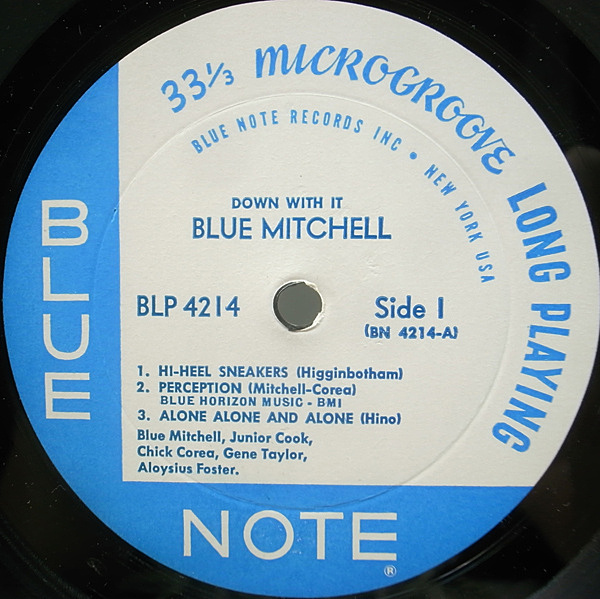 33⅓ MICROGROOVE LONG PLAYING
BLUE NOTE RECORDS INC • NEW YORK USA
DOWN WITH IT
BLUE MITCHELL
BLP 4214
Side 1
(BN 4214-A)
1. HI-HEEL SNEAKERS (Higginbotham)
2. PERCEPTION (Mitchell-Corea)
BLUE HORIZON MUSIC - BMI
3. ALONE ALONE AND ALONE (Hino)
Blue Mitchell, Junior Cook,
Chick Corea, Gene Taylor,
Aloysius Foster.
BLUE
NOTE
®